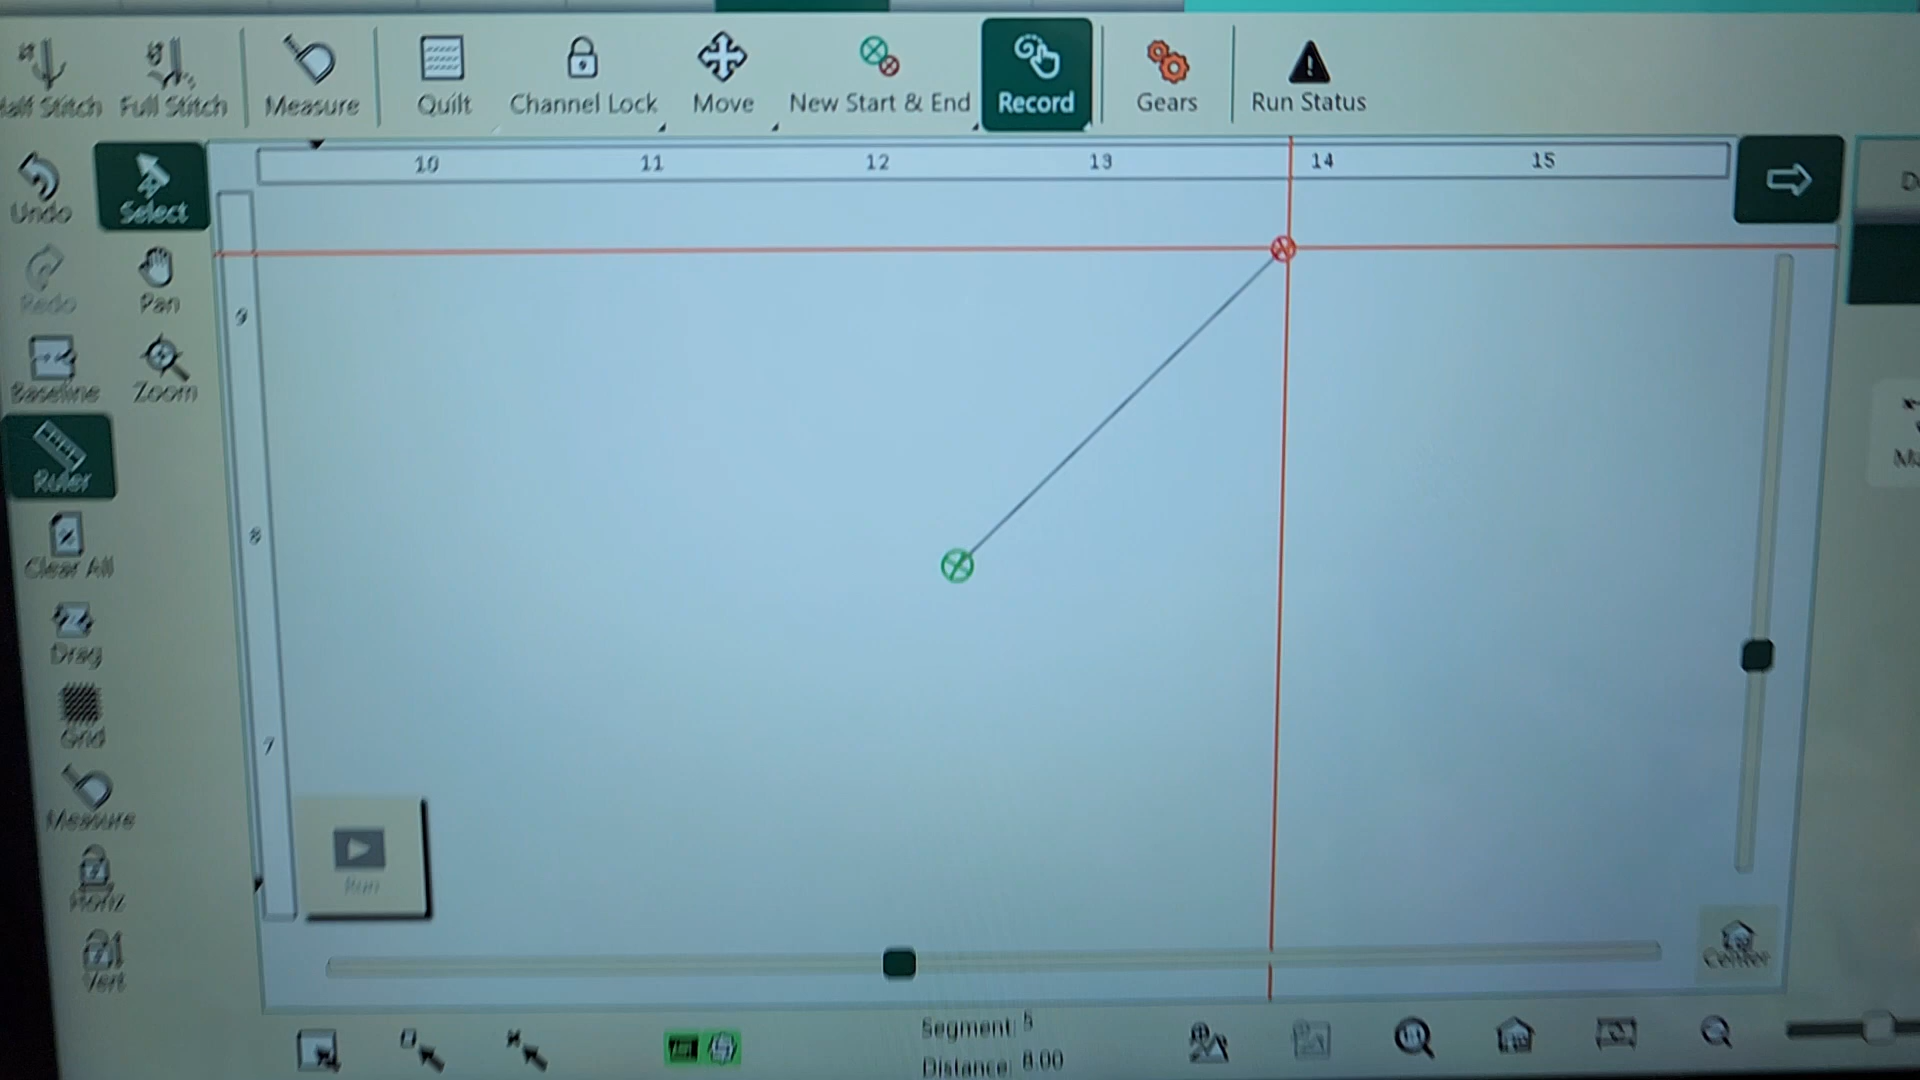 Half Stitch
Full Stitch
Measure
Quilt
Channel Lock
Move
New Start & End
Record
Gears
Run Status
10
11
12
13
14
15
Undo
Select
Redo
Pan
9
Baseline
Zoom
Ruler
8
Clear All
Drag
Grid
7
Measure
Run
Horiz
Center
Vert
Segment: 5
Distance: 8.00